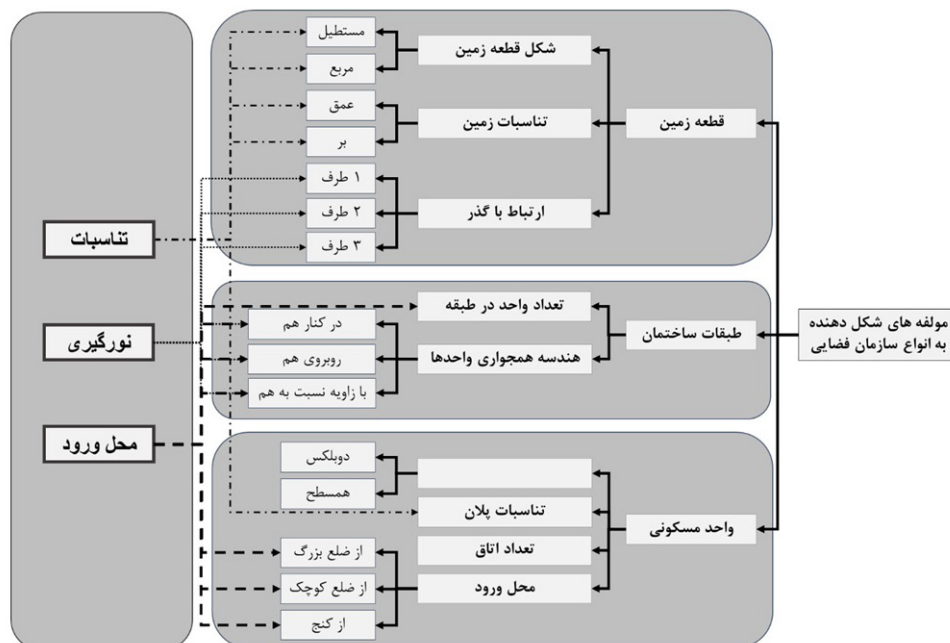 مولفه های شکل دهنده
به انواع سازمان فضایی
قطعه زمین
شکل قطعه زمین
مستطیل
مربع
تناسبات زمین
عمق
بر
ارتباط با گذر
۱ طرف
۲ طرف
۳ طرف
طبقات ساختمان
تعداد واحد در طبقه
هندسه همجواری واحدها
در کنار هم
روبروی هم
با زاویه نسبت به هم
واحد مسکونی
دوبلکس
همسطح
تناسبات پلان
تعداد اتاق
محل ورود
از ضلع بزرگ
از ضلع کوچک
از کنج
تناسبات
نورگیری
محل ورود